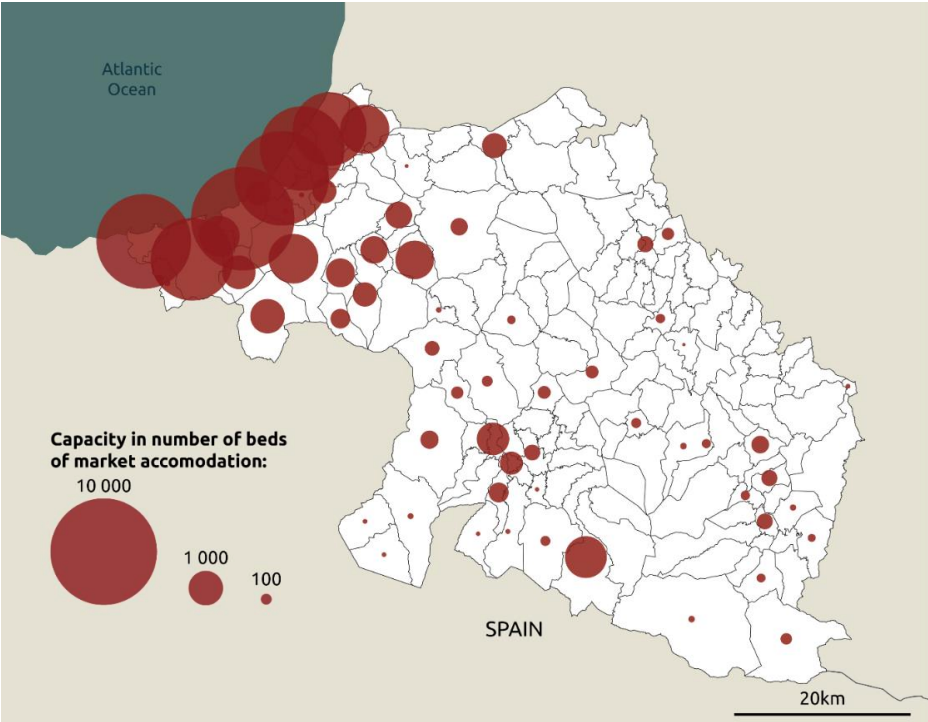 Atlantic
Ocean
Capacity in number of beds
of market accomodation:
10 000
1 000
100
SPAIN
20km